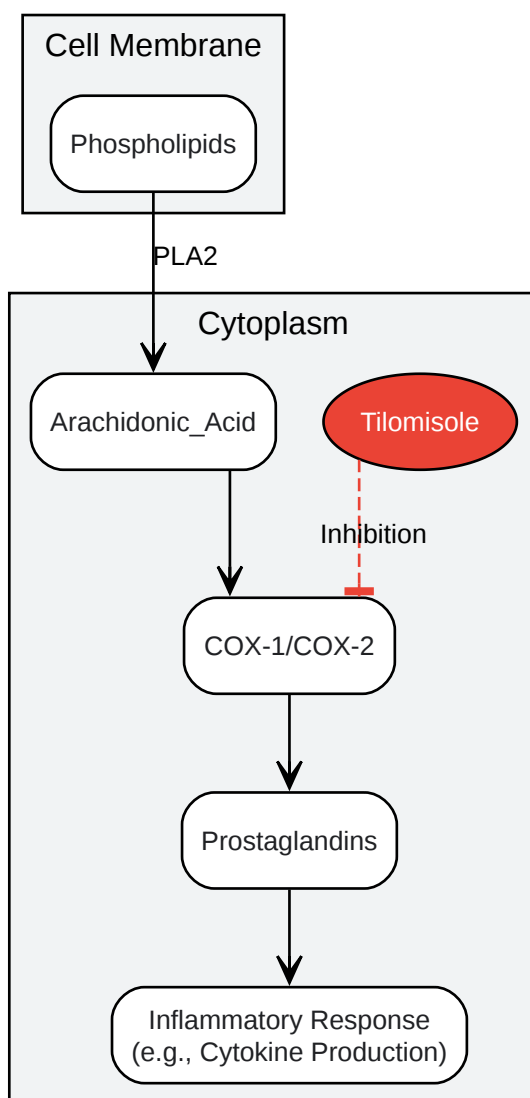 Cell Membrane
Phospholipids
PLA2
Cytoplasm
Arachidonic_Acid
Tilomisole
Inhibition
COX-1/COX-2
Prostaglandins
Inflammatory Response
(e.g., Cytokine Production)